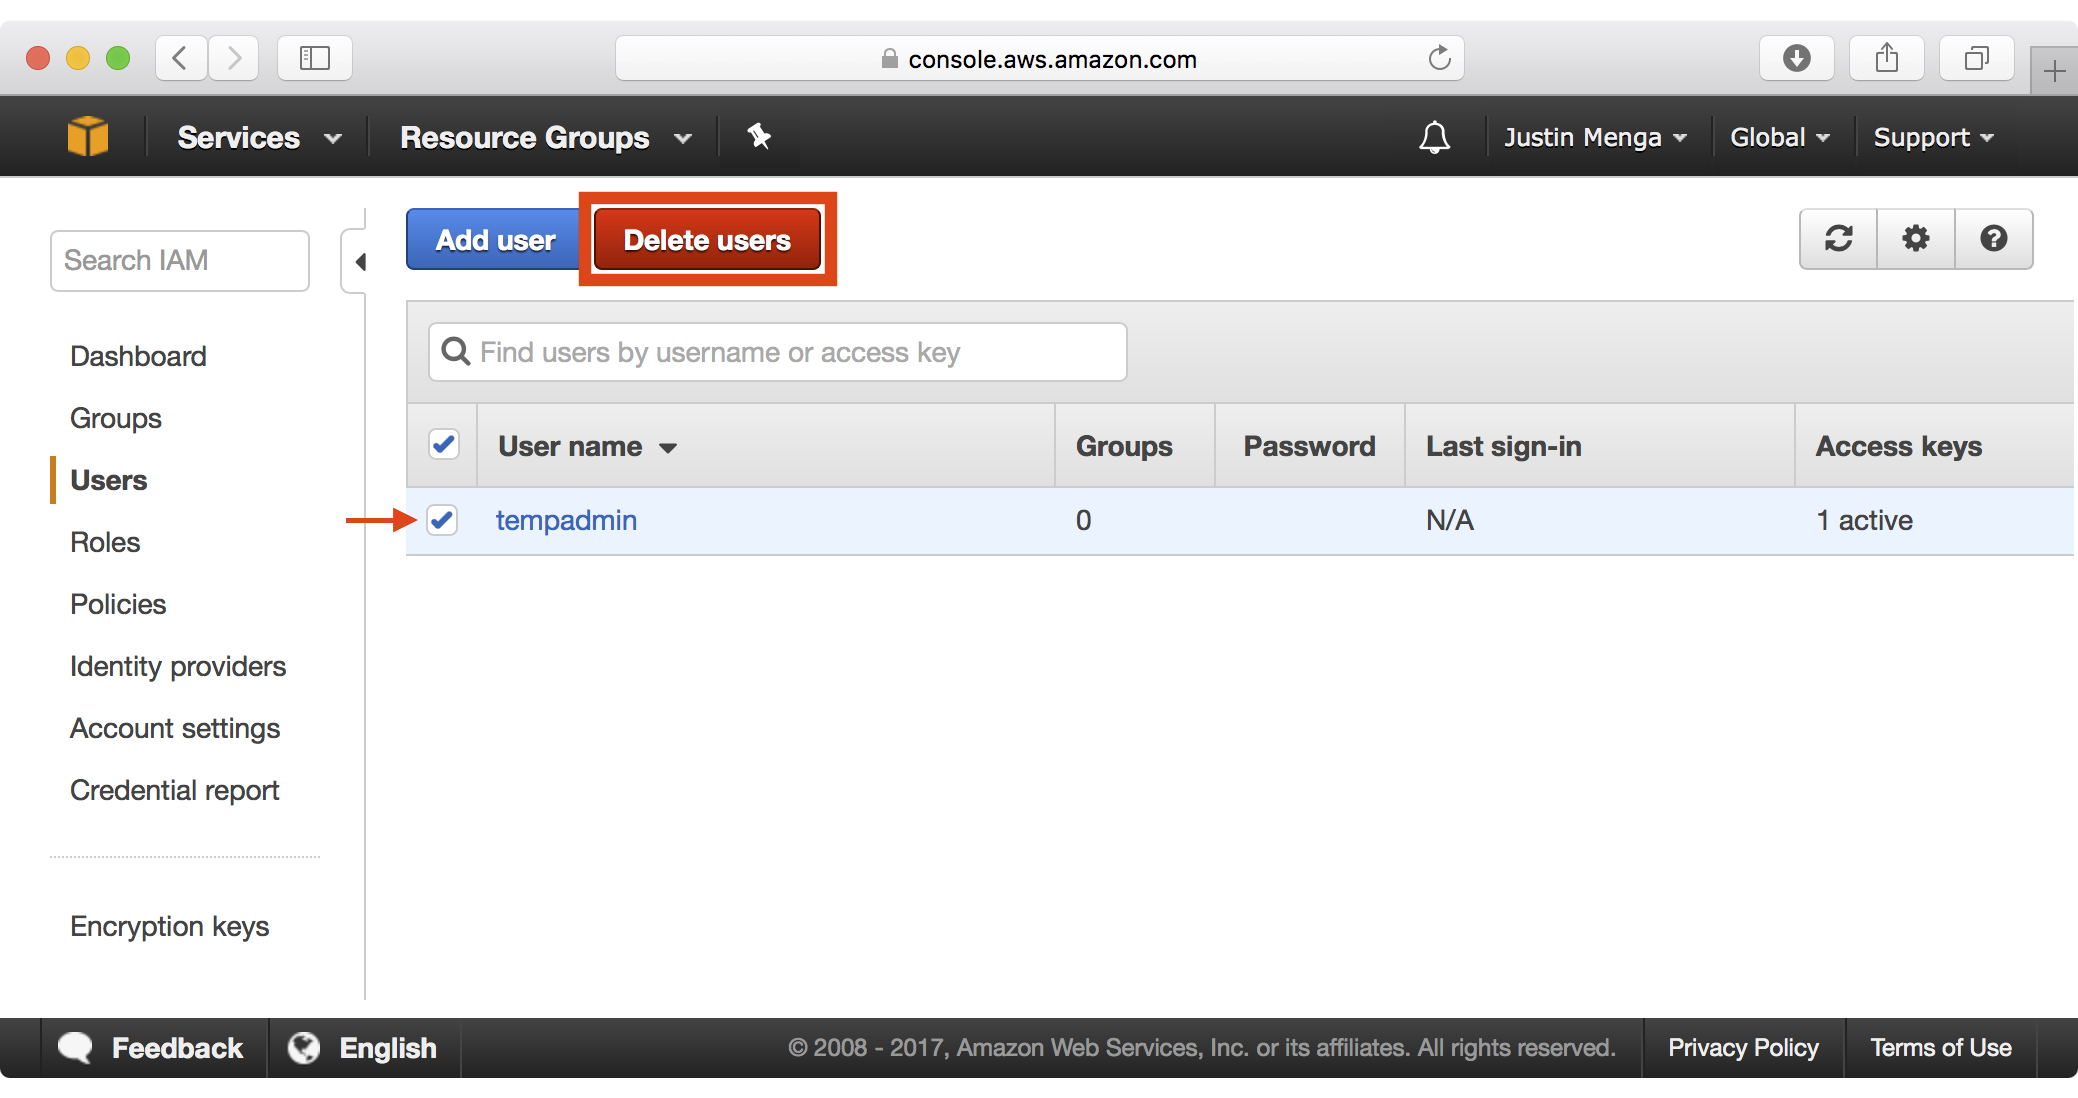 console.aws.amazon.com
Services
Resource Groups
Justin Menga
Global
Support
Add user
Delete users
Search IAM
Dashboard
Groups
Users
Roles
Policies
Identity providers
Account settings
Credential report
Encryption keys
Find users by username or access key
User name Groups Password Last sign-in Access keys
tempadmin 0 N/A 1 active
Feedback
English
© 2008 - 2017, Amazon Web Services, Inc. or its affiliates. All rights reserved.
Privacy Policy
Terms of Use